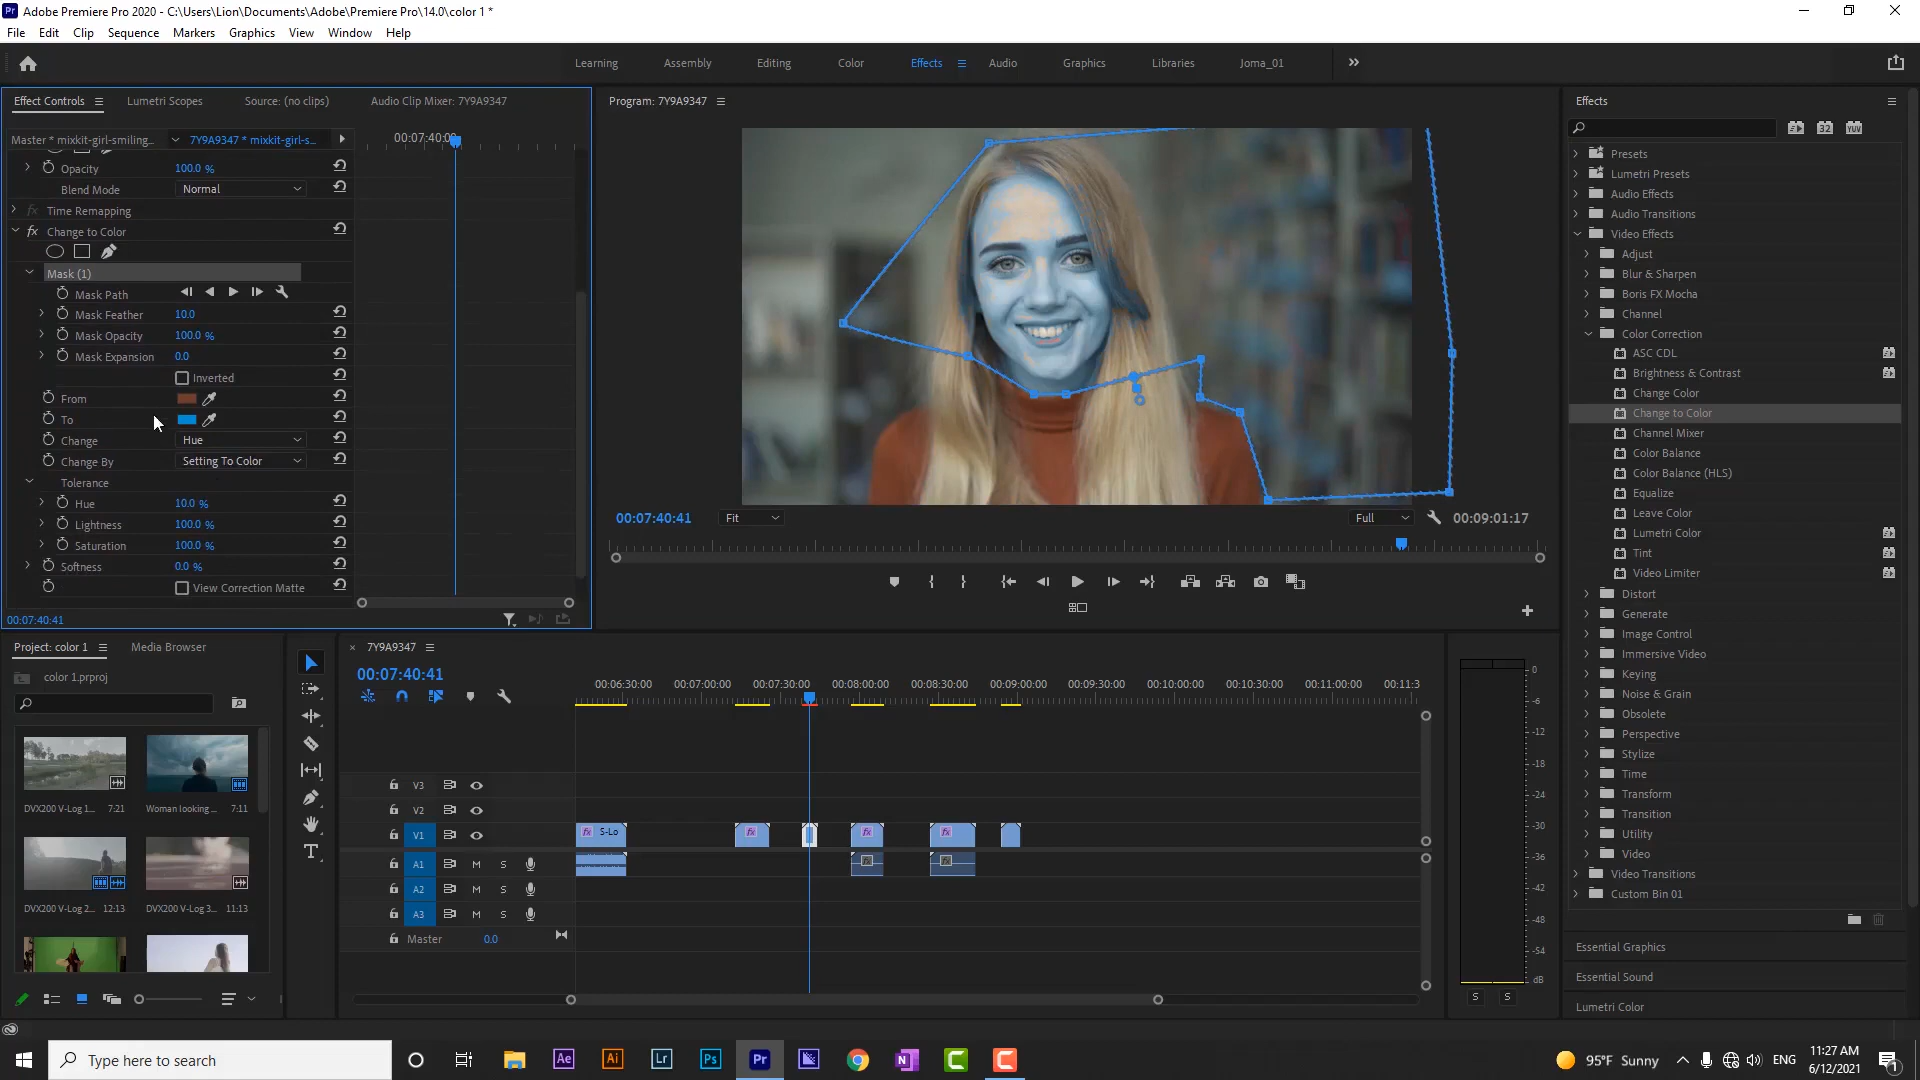 Adobe Premiere Pro 2020 - C:\Users\Lion\Documents\Adobe\Premiere Pro\14.0\color 1 *
File Edit Clip Sequence Markers Graphics View Window Help
Learning Assembly Editing Color Effects Audio Graphics Libraries Joma_01
Effect Controls Lumetri Scopes Source: (no clips) Audio Clip Mixer: 7Y9A9347
Program: 7Y9A9347
Effects
Master * mixkit-girl-smiling... 7Y9A9347 * mixkit-girl-s...
00:07:40:00
Opacity 100.0 %
Blend Mode Normal
Time Remapping
fx Change to Color
Mask (1)
Mask Path
Mask Feather 10.0
Mask Opacity 100.0 %
Mask Expansion 0.0
Inverted
From
To
Change Hue
Change By Setting To Color
Tolerance
Hue 10.0 %
Lightness 100.0 %
Saturation 100.0 %
Softness 0.0 %
View Correction Matte
00:07:40:41
00:07:40:41 Fit Full 00:09:01:17
32 YUV
Presets
Lumetri Presets
Audio Effects
Audio Transitions
Video Effects
Adjust
Blur & Sharpen
Boris FX Mocha
Channel
Color Correction
ASC CDL
Brightness & Contrast
Change Color
Change to Color
Channel Mixer
Color Balance
Color Balance (HLS)
Equalize
Leave Color
Lumetri Color
Tint
Video Limiter
Distort
Generate
Image Control
Immersive Video
Keying
Noise & Grain
Obsolete
Perspective
Stylize
Time
Transform
Transition
Utility
Video
Video Transitions
Custom Bin 01
Essential Graphics
Essential Sound
Lumetri Color
Project: color 1 Media Browser
color 1.prproj
DVX200 V-Log 1... 7:21 Woman looking ... 7:11
DVX200 V-Log 2... 12:13 DVX200 V-Log 3... 11:13
7Y9A9347
00:07:40:41
00:06:30:00 00:07:00:00 00:07:30:00 00:08:00:00 00:08:30:00 00:09:00:00 00:09:30:00 00:10:00:00 00:10:30:00 00:11:00:00 00:11:3
V3
V2
V1 fx S-Lo fx fx fx
A1 M S
A2 M S
A3 M S
Master 0.0
0
-6
-12
-18
-24
-30
-36
-42
-48
-54
dB
S S
Type here to search
Ae Ai Lr Ps Pr
95°F Sunny ENG 11:27 AM
6/12/2021
1